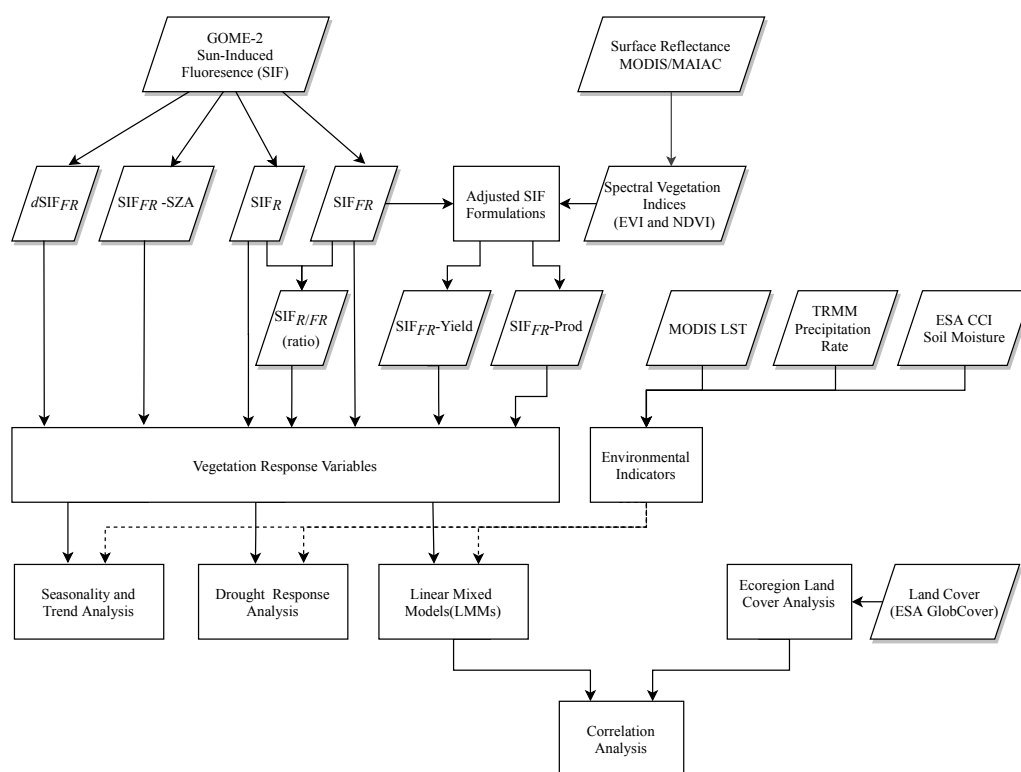 GOME-2
Sun-Induced
Fluoresence (SIF)
Surface Reflectance
MODIS/MAIAC
dSIFFR
SIFFR -SZA
SIFR
SIFFR
Adjusted SIF
Formulations
Spectral Vegetation
Indices
(EVI and NDVI)
SIFR/FR
(ratio)
SIFFR-Yield
SIFFR-Prod
MODIS LST
TRMM
Precipitation
Rate
ESA CCI
Soil Moisture
Vegetation Response Variables
Environmental
Indicators
Seasonality and
Trend Analysis
Drought Response
Analysis
Linear Mixed
Models(LMMs)
Ecoregion Land
Cover Analysis
Land Cover
(ESA GlobCover)
Correlation
Analysis